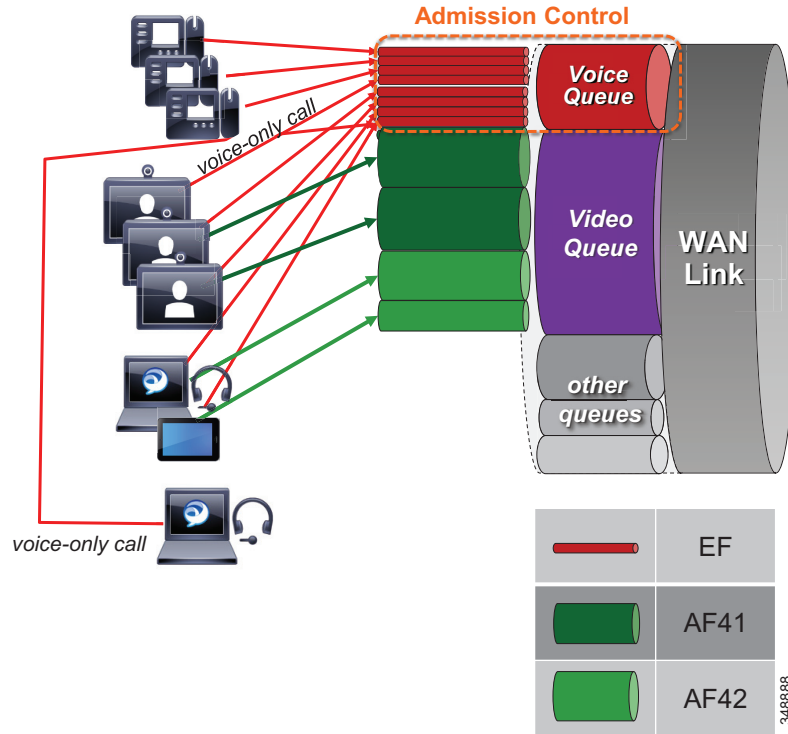 Admission Control
Voice
Queue
voice-only call
Video
Queue
WAN
Link
other
queues
voice-only call
EF
AF41
AF42
348888